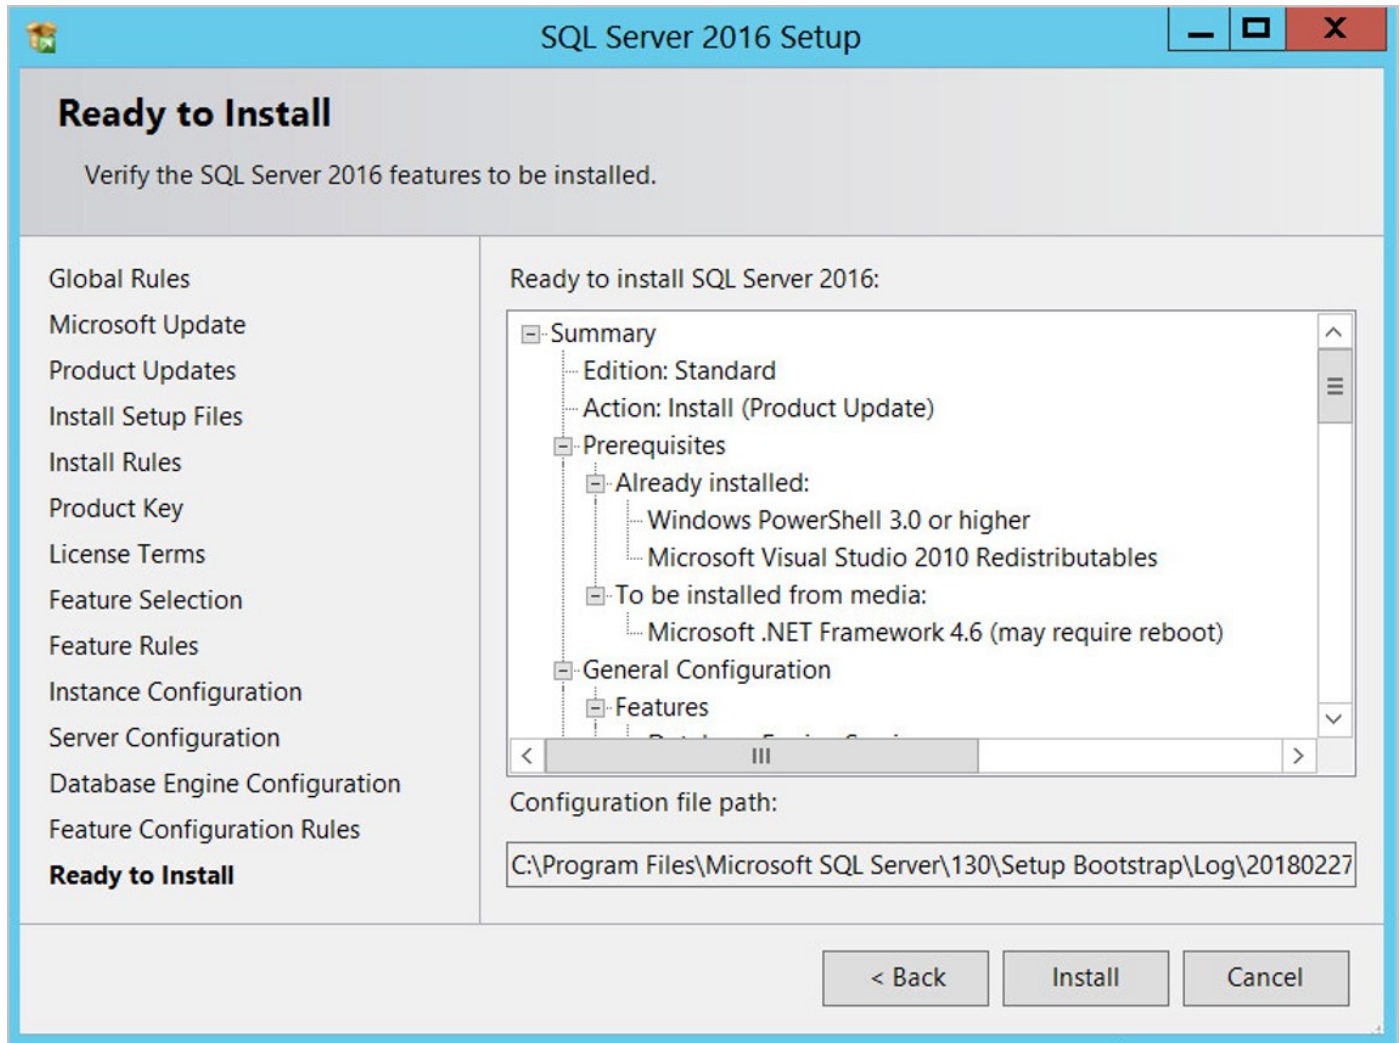 SQL Server 2016 Setup
Ready to Install
Verify the SQL Server 2016 features to be installed.
Global Rules
Microsoft Update
Product Updates
Install Setup Files
Install Rules
Product Key
License Terms
Feature Selection
Feature Rules
Instance Configuration
Server Configuration
Database Engine Configuration
Feature Configuration Rules
Ready to Install
Ready to install SQL Server 2016:
Summary
Edition: Standard
Action: Install (Product Update)
Prerequisites
Already installed:
Windows PowerShell 3.0 or higher
Microsoft Visual Studio 2010 Redistributables
To be installed from media:
Microsoft .NET Framework 4.6 (may require reboot)
General Configuration
Features
Configuration file path:
C:\Program Files\Microsoft SQL Server\130\Setup Bootstrap\Log\20180227
< Back
Install
Cancel